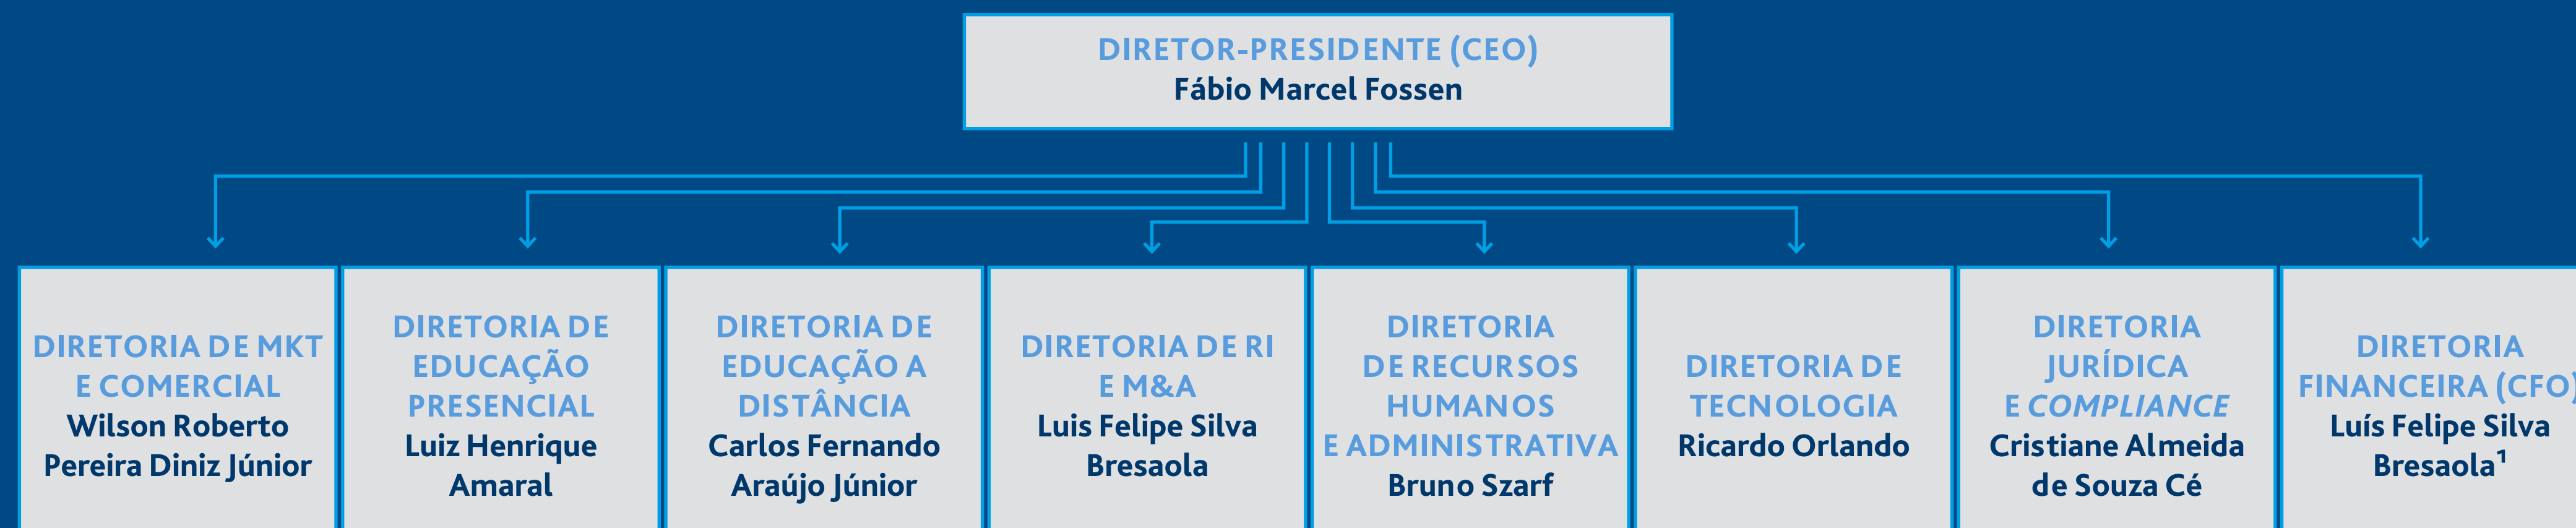 DIRETOR-PRESIDENTE (CEO)
Fábio Marcel Fossen
DIRETORIA DE MKT
E COMERCIAL
Wilson Roberto
Pereira Diniz Júnior
DIRETORIA DE
EDUCAÇÃO
PRESENCIAL
Luiz Henrique
Amaral
DIRETORIA DE
EDUCAÇÃO A
DISTÂNCIA
Carlos Fernando
Araújo Júnior
DIRETORIA DE RI
E M&A
Luis Felipe Silva
Bresaola
DIRETORIA
DE RECURSOS
HUMANOS
E ADMINISTRATIVA
Bruno Szarf
DIRETORIA DE
TECNOLOGIA
Ricardo Orlando
DIRETORIA
JURÍDICA
E COMPLIANCE
Cristiane Almeida
de Souza Cé
DIRETORIA
FINANCEIRA (CFO)
Luís Felipe Silva
Bresaola¹